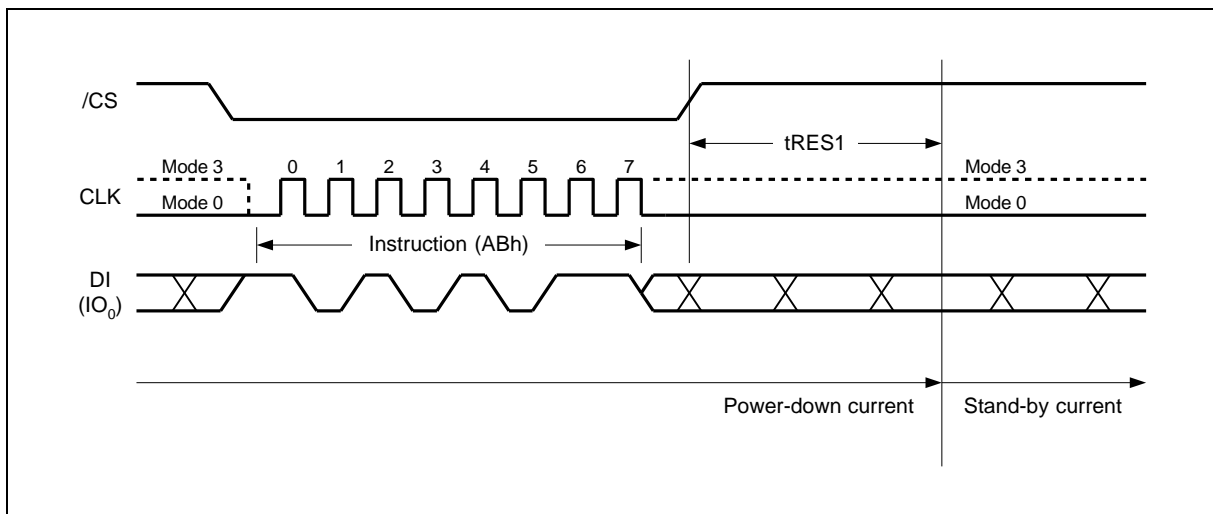 /CS
tRES1
Mode 3 0 1 2 3 4 5 6 7 Mode 3
CLK
Mode 0 Mode 0
Instruction (ABh)
DI
(IO₀)
Power-down current Stand-by current